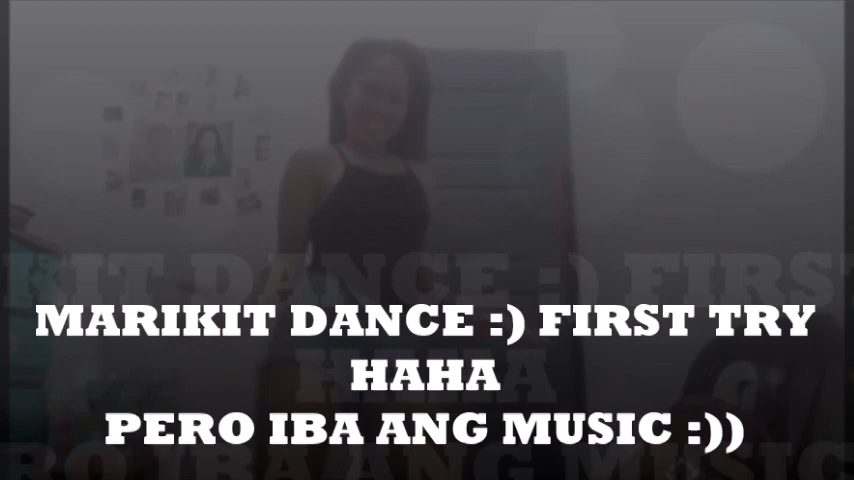 MARIKIT DANCE :) FIRST TRY
HAHA
PERO IBA ANG MUSIC :))